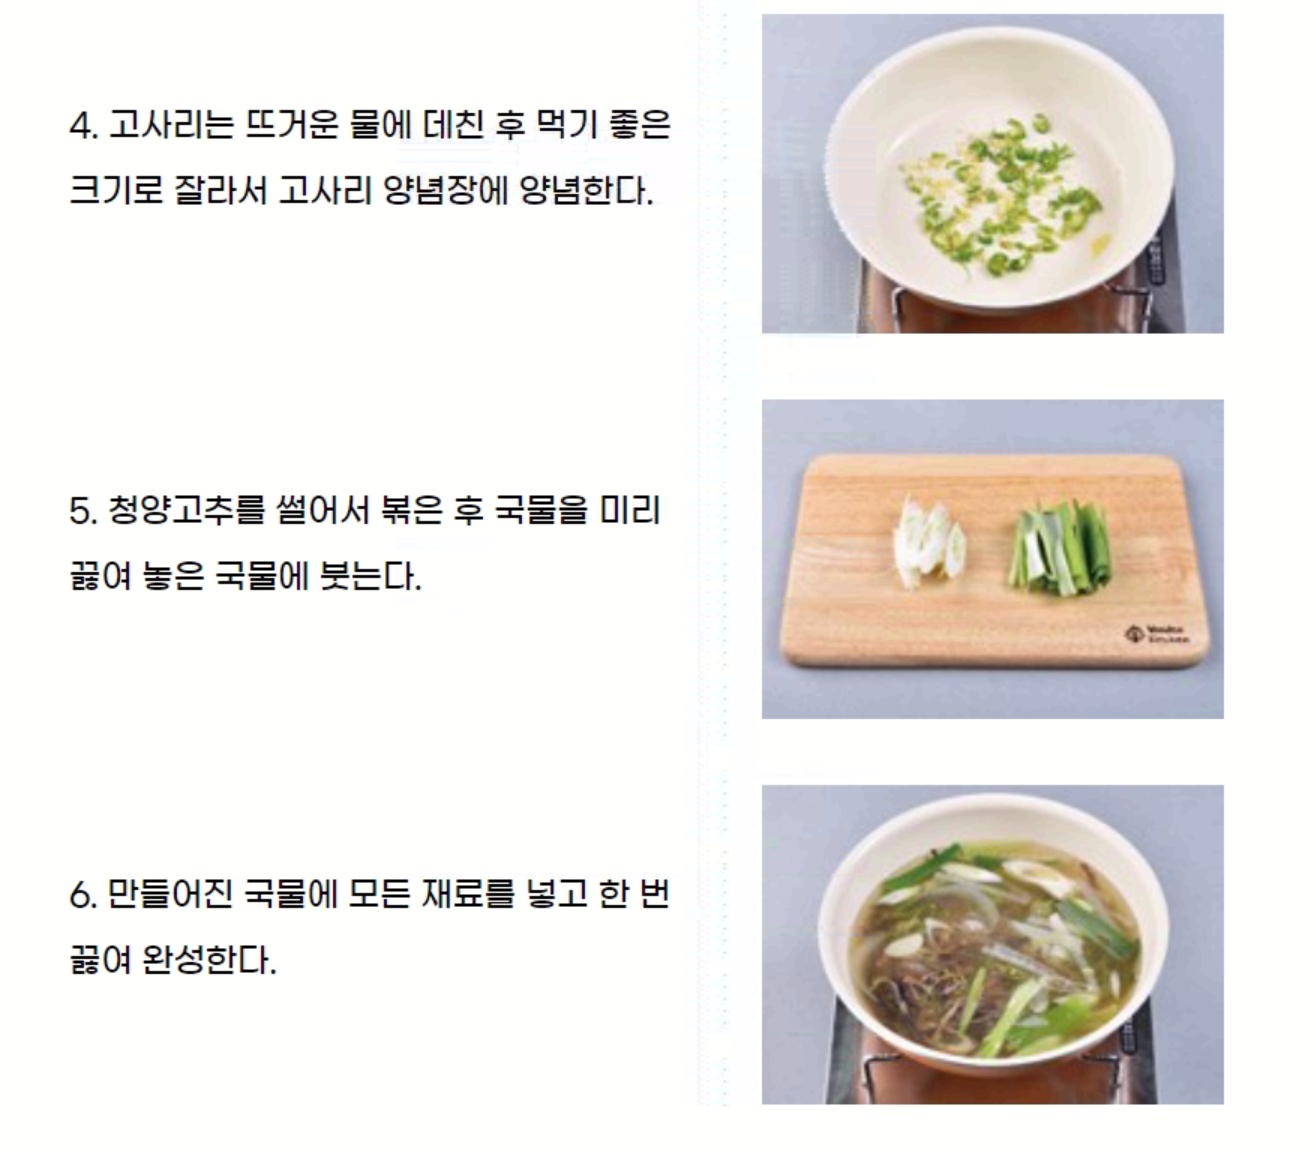 4. 고사리는 뜨거운 물에 데친 후 먹기 좋은
크기로 잘라서 고사리 양념장에 양념한다.
5. 청양고추를 썰어서 볶은 후 국물을 미리
끓여 놓은 국물에 붓는다.
6. 만들어진 국물에 모든 재료를 넣고 한 번
끓여 완성한다.